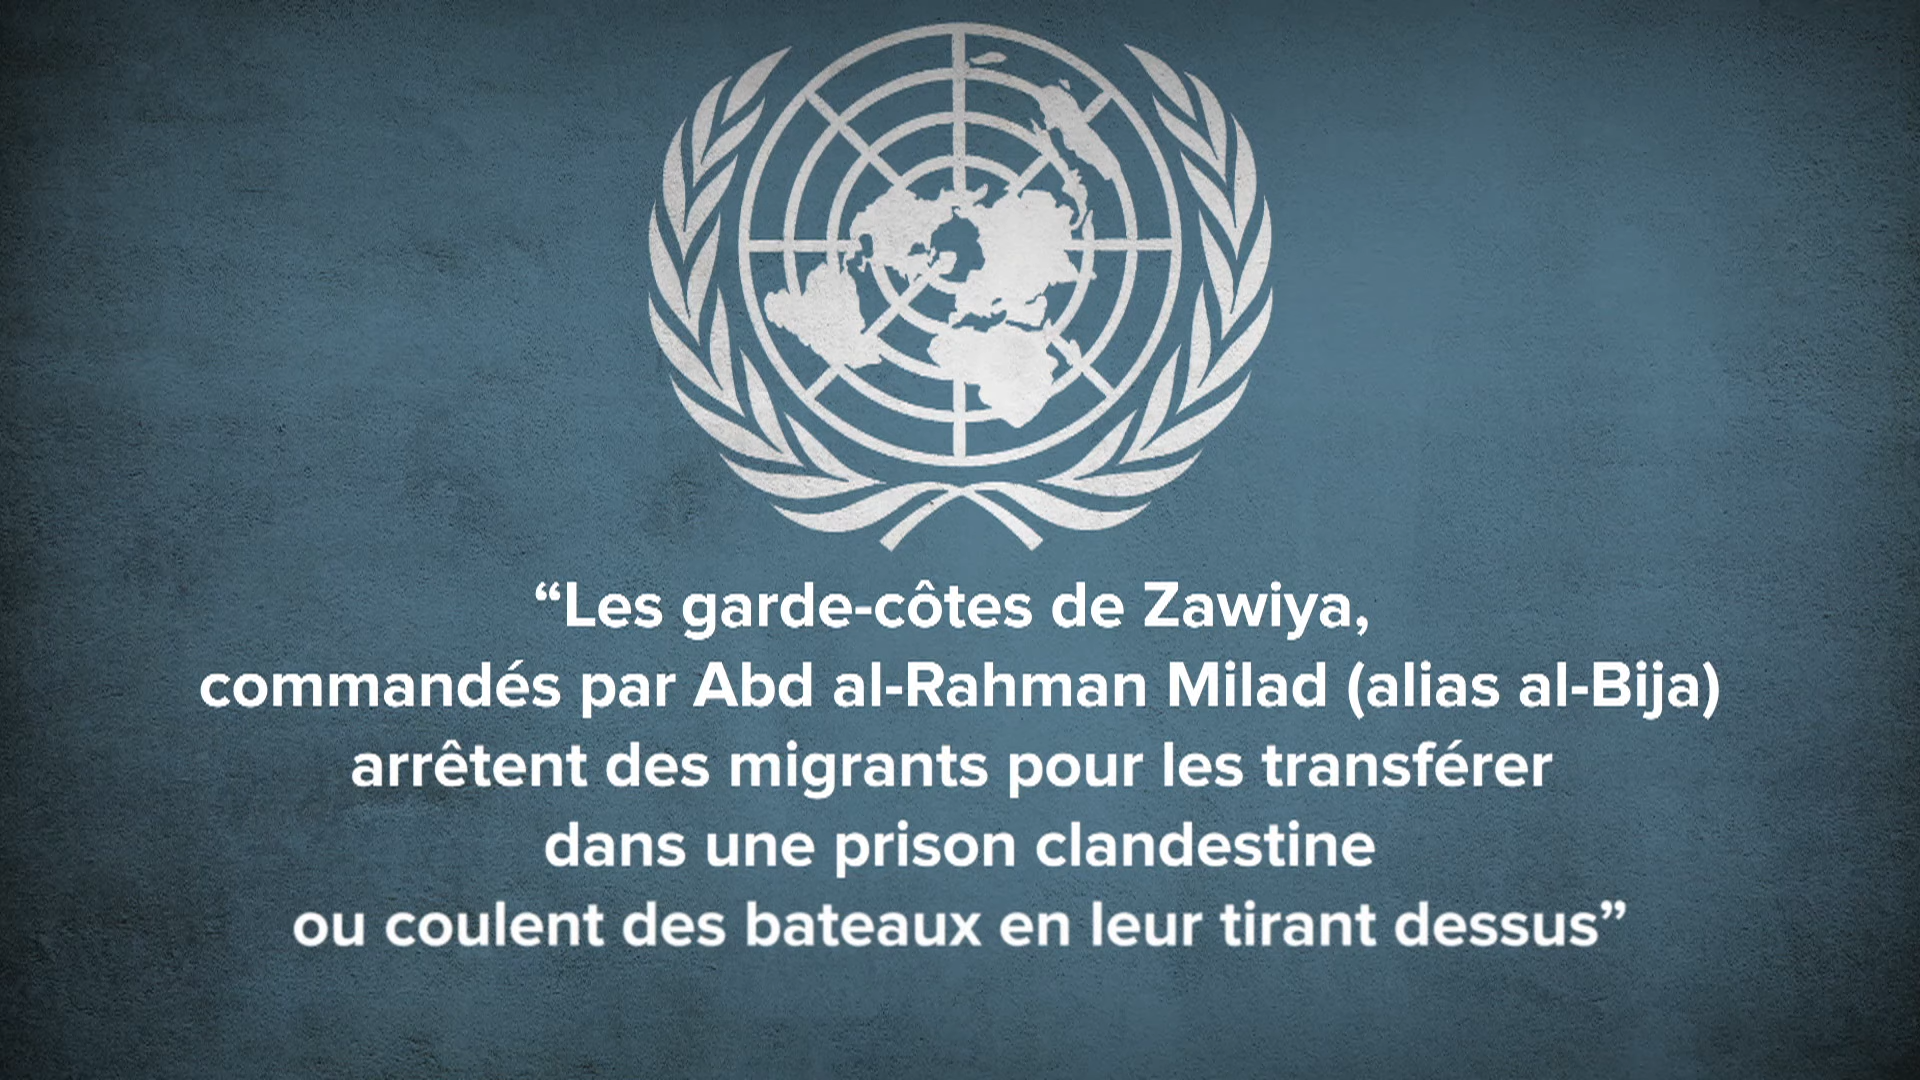 “Les garde-côtes de Zawiya,
commandés par Abd al-Rahman Milad (alias al-Bija)
arrêtent des migrants pour les transférer
dans une prison clandestine
ou coulent des bateaux en leur tirant dessus”